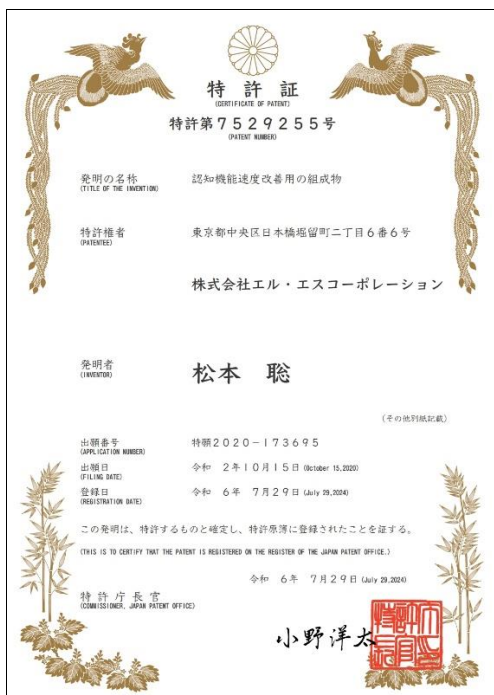 特許証
(CERTIFICATE OF PATENT)
特許第7529255号
(PATENT NUMBER)
発明の名称 認知機能速度改善用の組成物
(TITLE OF THE INVENTION)
特許権者 東京都中央区日本橋堀留町二丁目6番6号
(PATENTEE)
株式会社エル・エスコーポレーション
発明者 松本 聡
(INVENTOR)
(その他別紙記載)
出願番号 特願2020-173695
(APPLICATION NUMBER)
出願日 令和 2年10月15日(October 15,2020)
(FILING DATE)
登録日 令和 6年 7月29日(July 29,2024)
(REGISTRATION DATE)
この発明は、特許するものと確定し、特許原簿に登録されたことを証する。
(THIS IS TO CERTIFY THAT THE PATENT IS REGISTERED ON THE REGISTER OF THE JAPAN PATENT OFFICE.)
令和 6年 7月29日(July 29,2024)
特許庁長官
(COMMISSIONER, JAPAN PATENT OFFICE)
小野洋太